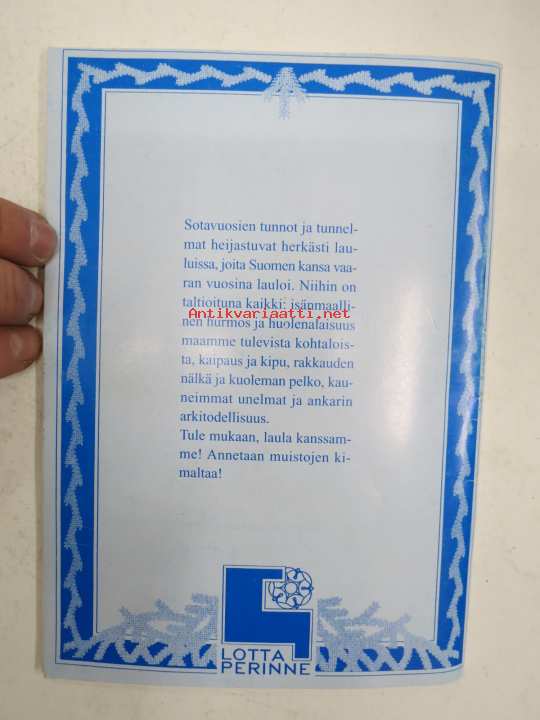 Sotavuosien tunnot ja tunnel-
mat heijastuvat herkästi lau-
luissa, joita Suomen kansa vaa-
ran vuosina lauloi. Niihin on
taltioituna kaikki: isänmaalli-
Antikvariaatti.net
nen hurmos ja huolenalaisuus
maamme tulevista kohtalois-
ta, kaipaus ja kipu, rakkauden
nälkä ja kuoleman pelko, kau-
neimmat unelmat ja ankarin
arkitodellisuus.
Tule mukaan, laula kanssam-
me! Annetaan muistojen ki-
maltaa!
LOTTA
PERINNE